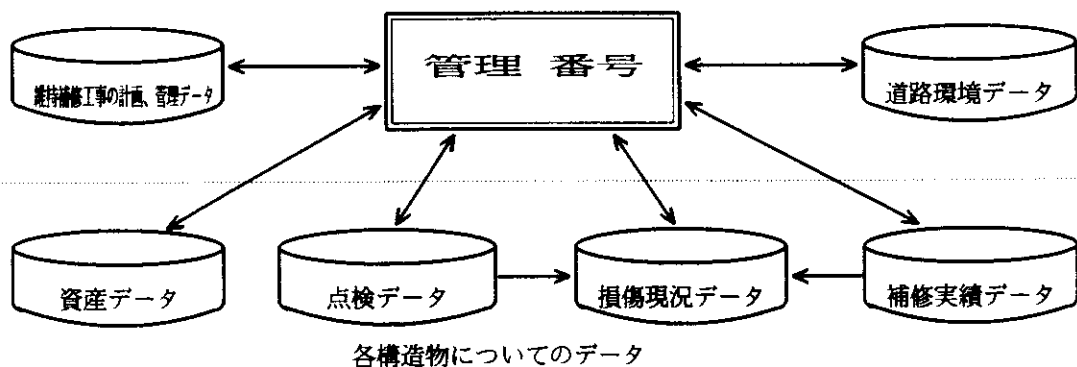 管理 番号
維持補修工事の計画、管理データ
道路環境データ
資産データ
点検データ
損傷現況データ
補修実績データ
各構造物についてのデータ